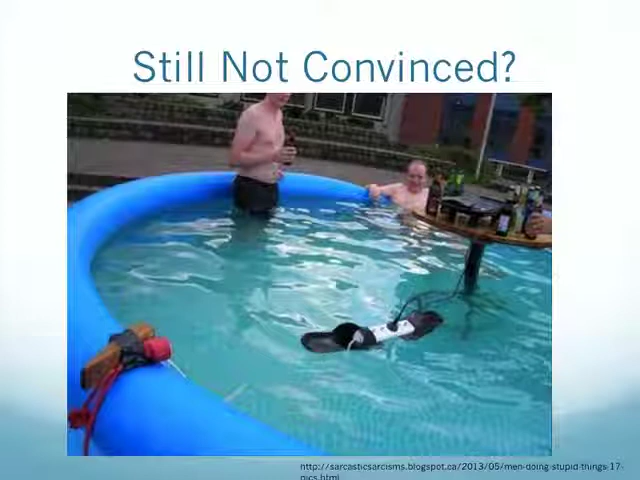 Still Not Convinced?
http://sarcasticsarcisms.blogspot.ca/2013/05/men-doing-stupid-things-17-
pics.html